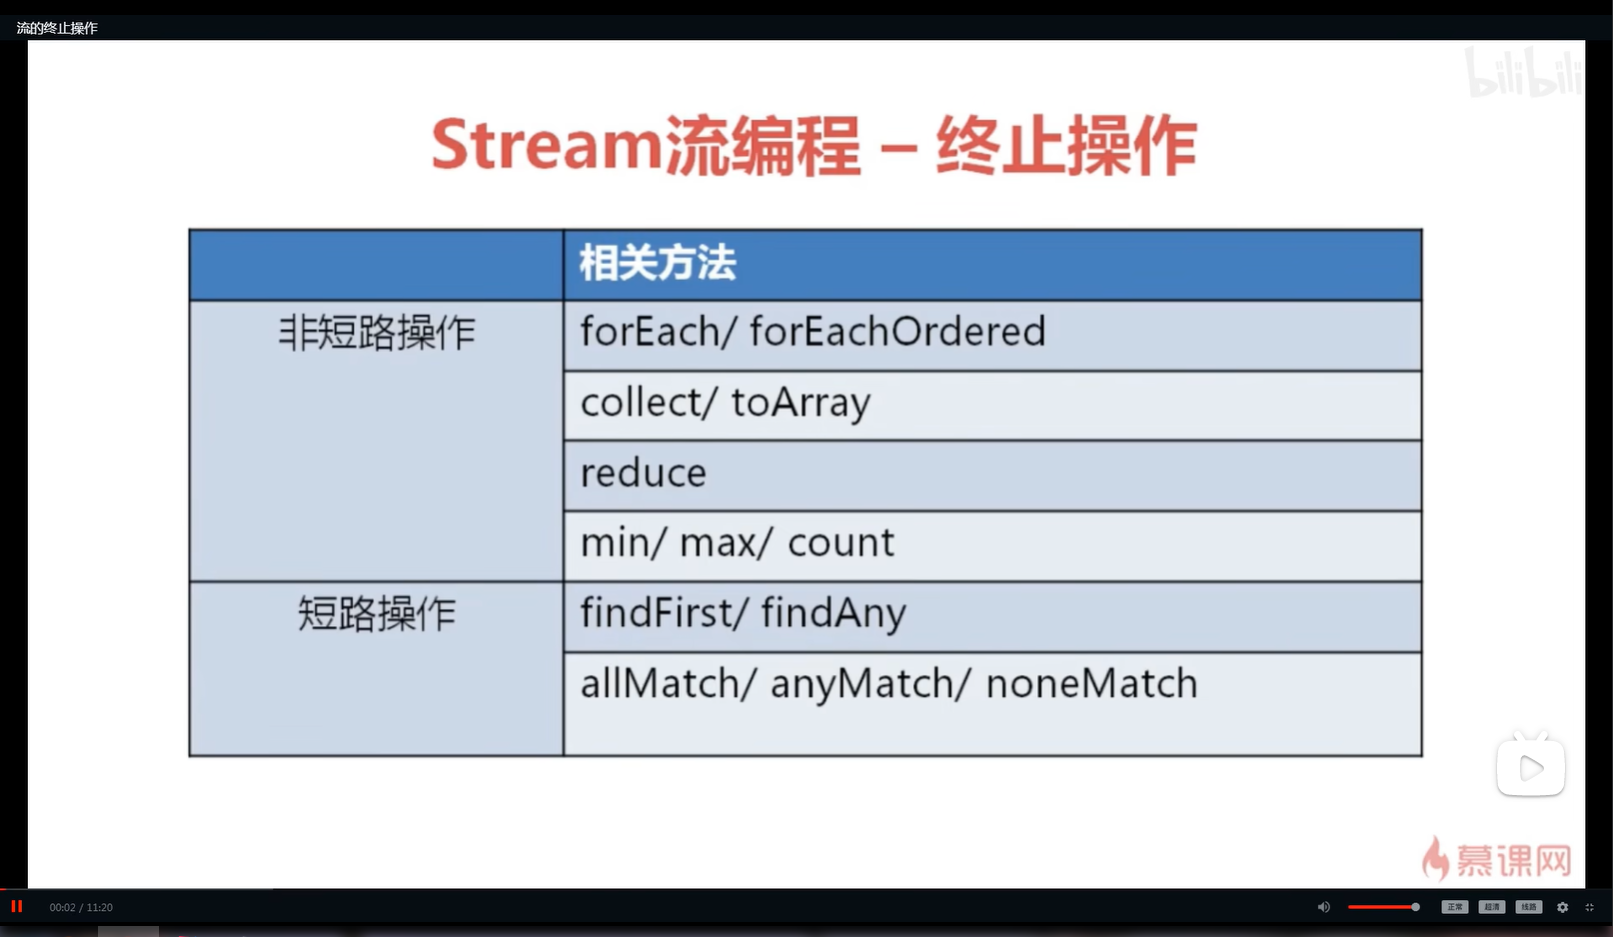 流的终止操作
bilibili
Stream流编程 – 终止操作
相关方法
非短路操作
forEach/ forEachOrdered
collect/ toArray
reduce
min/ max/ count
短路操作
findFirst/ findAny
allMatch/ anyMatch/ noneMatch
慕课网
00:02 / 11:20
正常
超清
线路